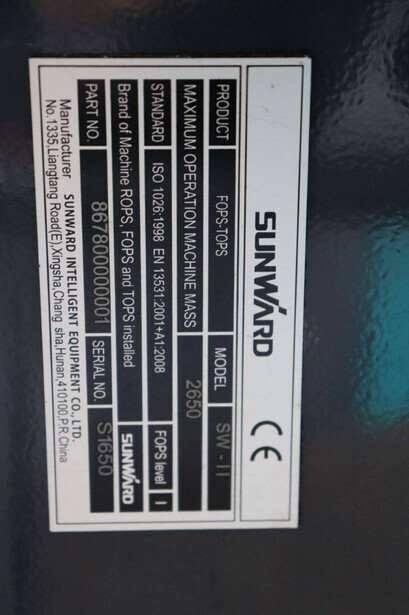 SUNWARD CE
PRODUCT FOPS-TOPS MODEL SW-II
MAXIMUM OPERATION MACHINE MASS 2650
STANDARD ISO 1026:1998 EN 13531:2001+A1:2008 FOPS level I
Brand of Machine ROPS, FOPS and TOPS installed SUNWARD
PART NO. 867800000001 SERIAL NO. S1650
Manufacturer SUNWARD INTELLIGENT EQUIPMENT CO., LTD.
No.1335,Liangtang Road(E),Xingsha,Chang sha,Hunan,410100,P.R.China